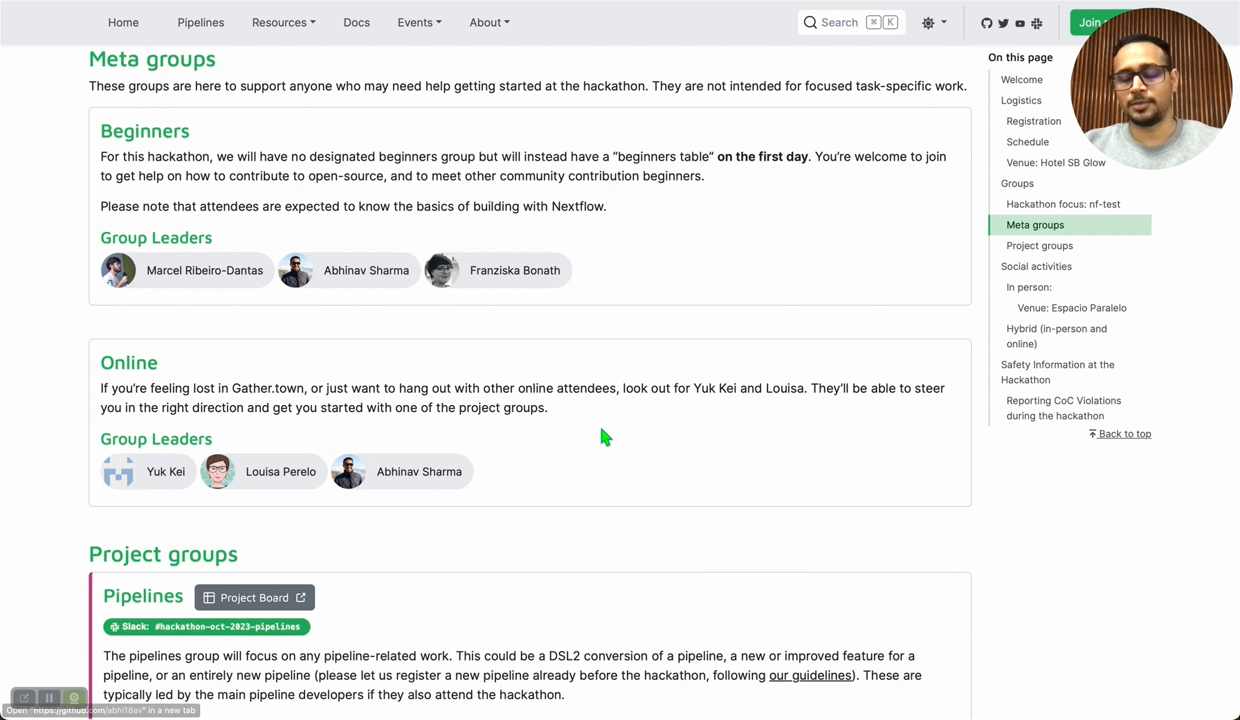 Home Pipelines Resources Docs Events About Search ⌘ K Join
Meta groups
These groups are here to support anyone who may need help getting started at the hackathon. They are not intended for focused task-specific work.
Beginners
For this hackathon, we will have no designated beginners group but will instead have a “beginners table” on the first day. You’re welcome to join
to get help on how to contribute to open-source, and to meet other community contribution beginners.
Please note that attendees are expected to know the basics of building with Nextflow.
Group Leaders
Marcel Ribeiro-Dantas Abhinav Sharma Franziska Bonath
Online
If you’re feeling lost in Gather.town, or just want to hang out with other online attendees, look out for Yuk Kei and Louisa. They’ll be able to steer
you in the right direction and get you started with one of the project groups.
Group Leaders
Yuk Kei Louisa Perelo Abhinav Sharma
Project groups
Pipelines Project Board
Slack: #hackathon-oct-2023-pipelines
The pipelines group will focus on any pipeline-related work. This could be a DSL2 conversion of a pipeline, a new or improved feature for a
pipeline, or an entirely new pipeline (please let us register a new pipeline already before the hackathon, following our guidelines). These are
typically led by the main pipeline developers if they also attend the hackathon.
Open "https://github.com/abhi18av" in a new tab
On this page
Welcome
Logistics
Registration
Schedule
Venue: Hotel SB Glow
Groups
Hackathon focus: nf-test
Meta groups
Project groups
Social activities
In person:
Venue: Espacio Paralelo
Hybrid (in-person and
online)
Safety Information at the
Hackathon
Reporting CoC Violations
during the hackathon
Back to top